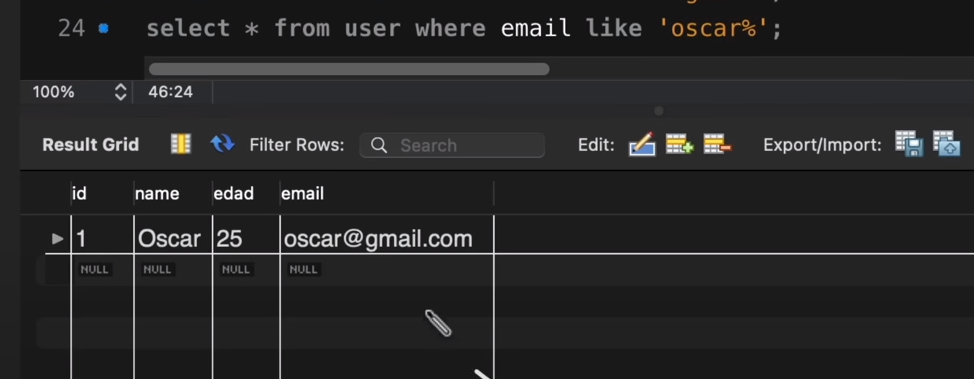 24 select * from user where email like 'oscar%';
100% 46:24
Result Grid Filter Rows: Search Edit: Export/Import:
id name edad email
1 Oscar 25 oscar@gmail.com
NULL NULL NULL NULL